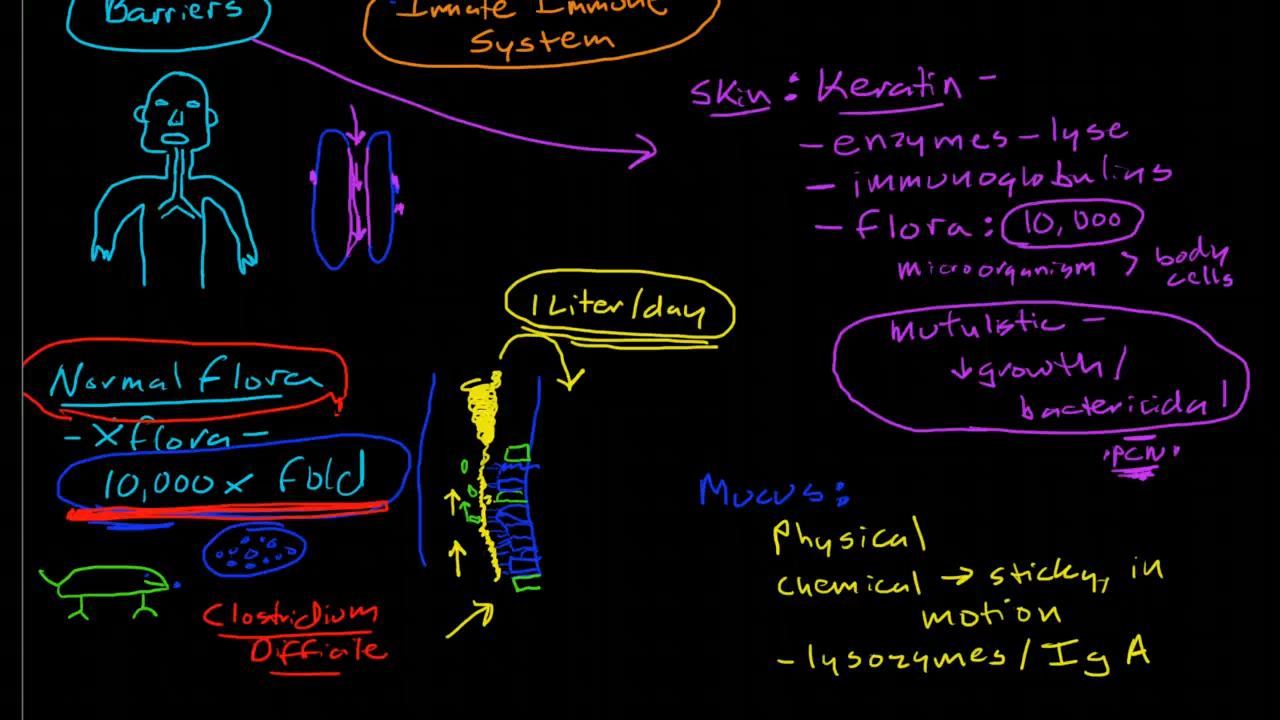 Barriers
Innate Immune
System
Skin: Keratin -
- enzymes - lyse
- immunoglobulins
- Flora: 10,000
microorganism > body
cells
mutulistic -
↓growth/
bactericidal
"PCN"
1 Liter/day
Normal Flora
- X flora -
10,000x Fold
Clostridium
Difficile
Mucus:
Physical
chemical → sticky, in
motion
- lysozymes / IgA